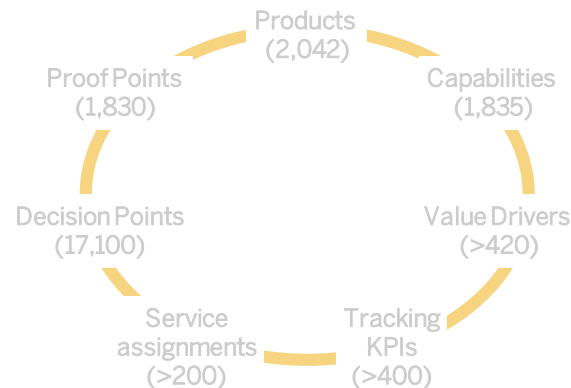 Products
(2,042)
Capabilities
(1,835)
Value Drivers
(>420)
Tracking
KPIs
(>400)
Service
assignments
(>200)
Decision Points
(17,100)
Proof Points
(1,830)